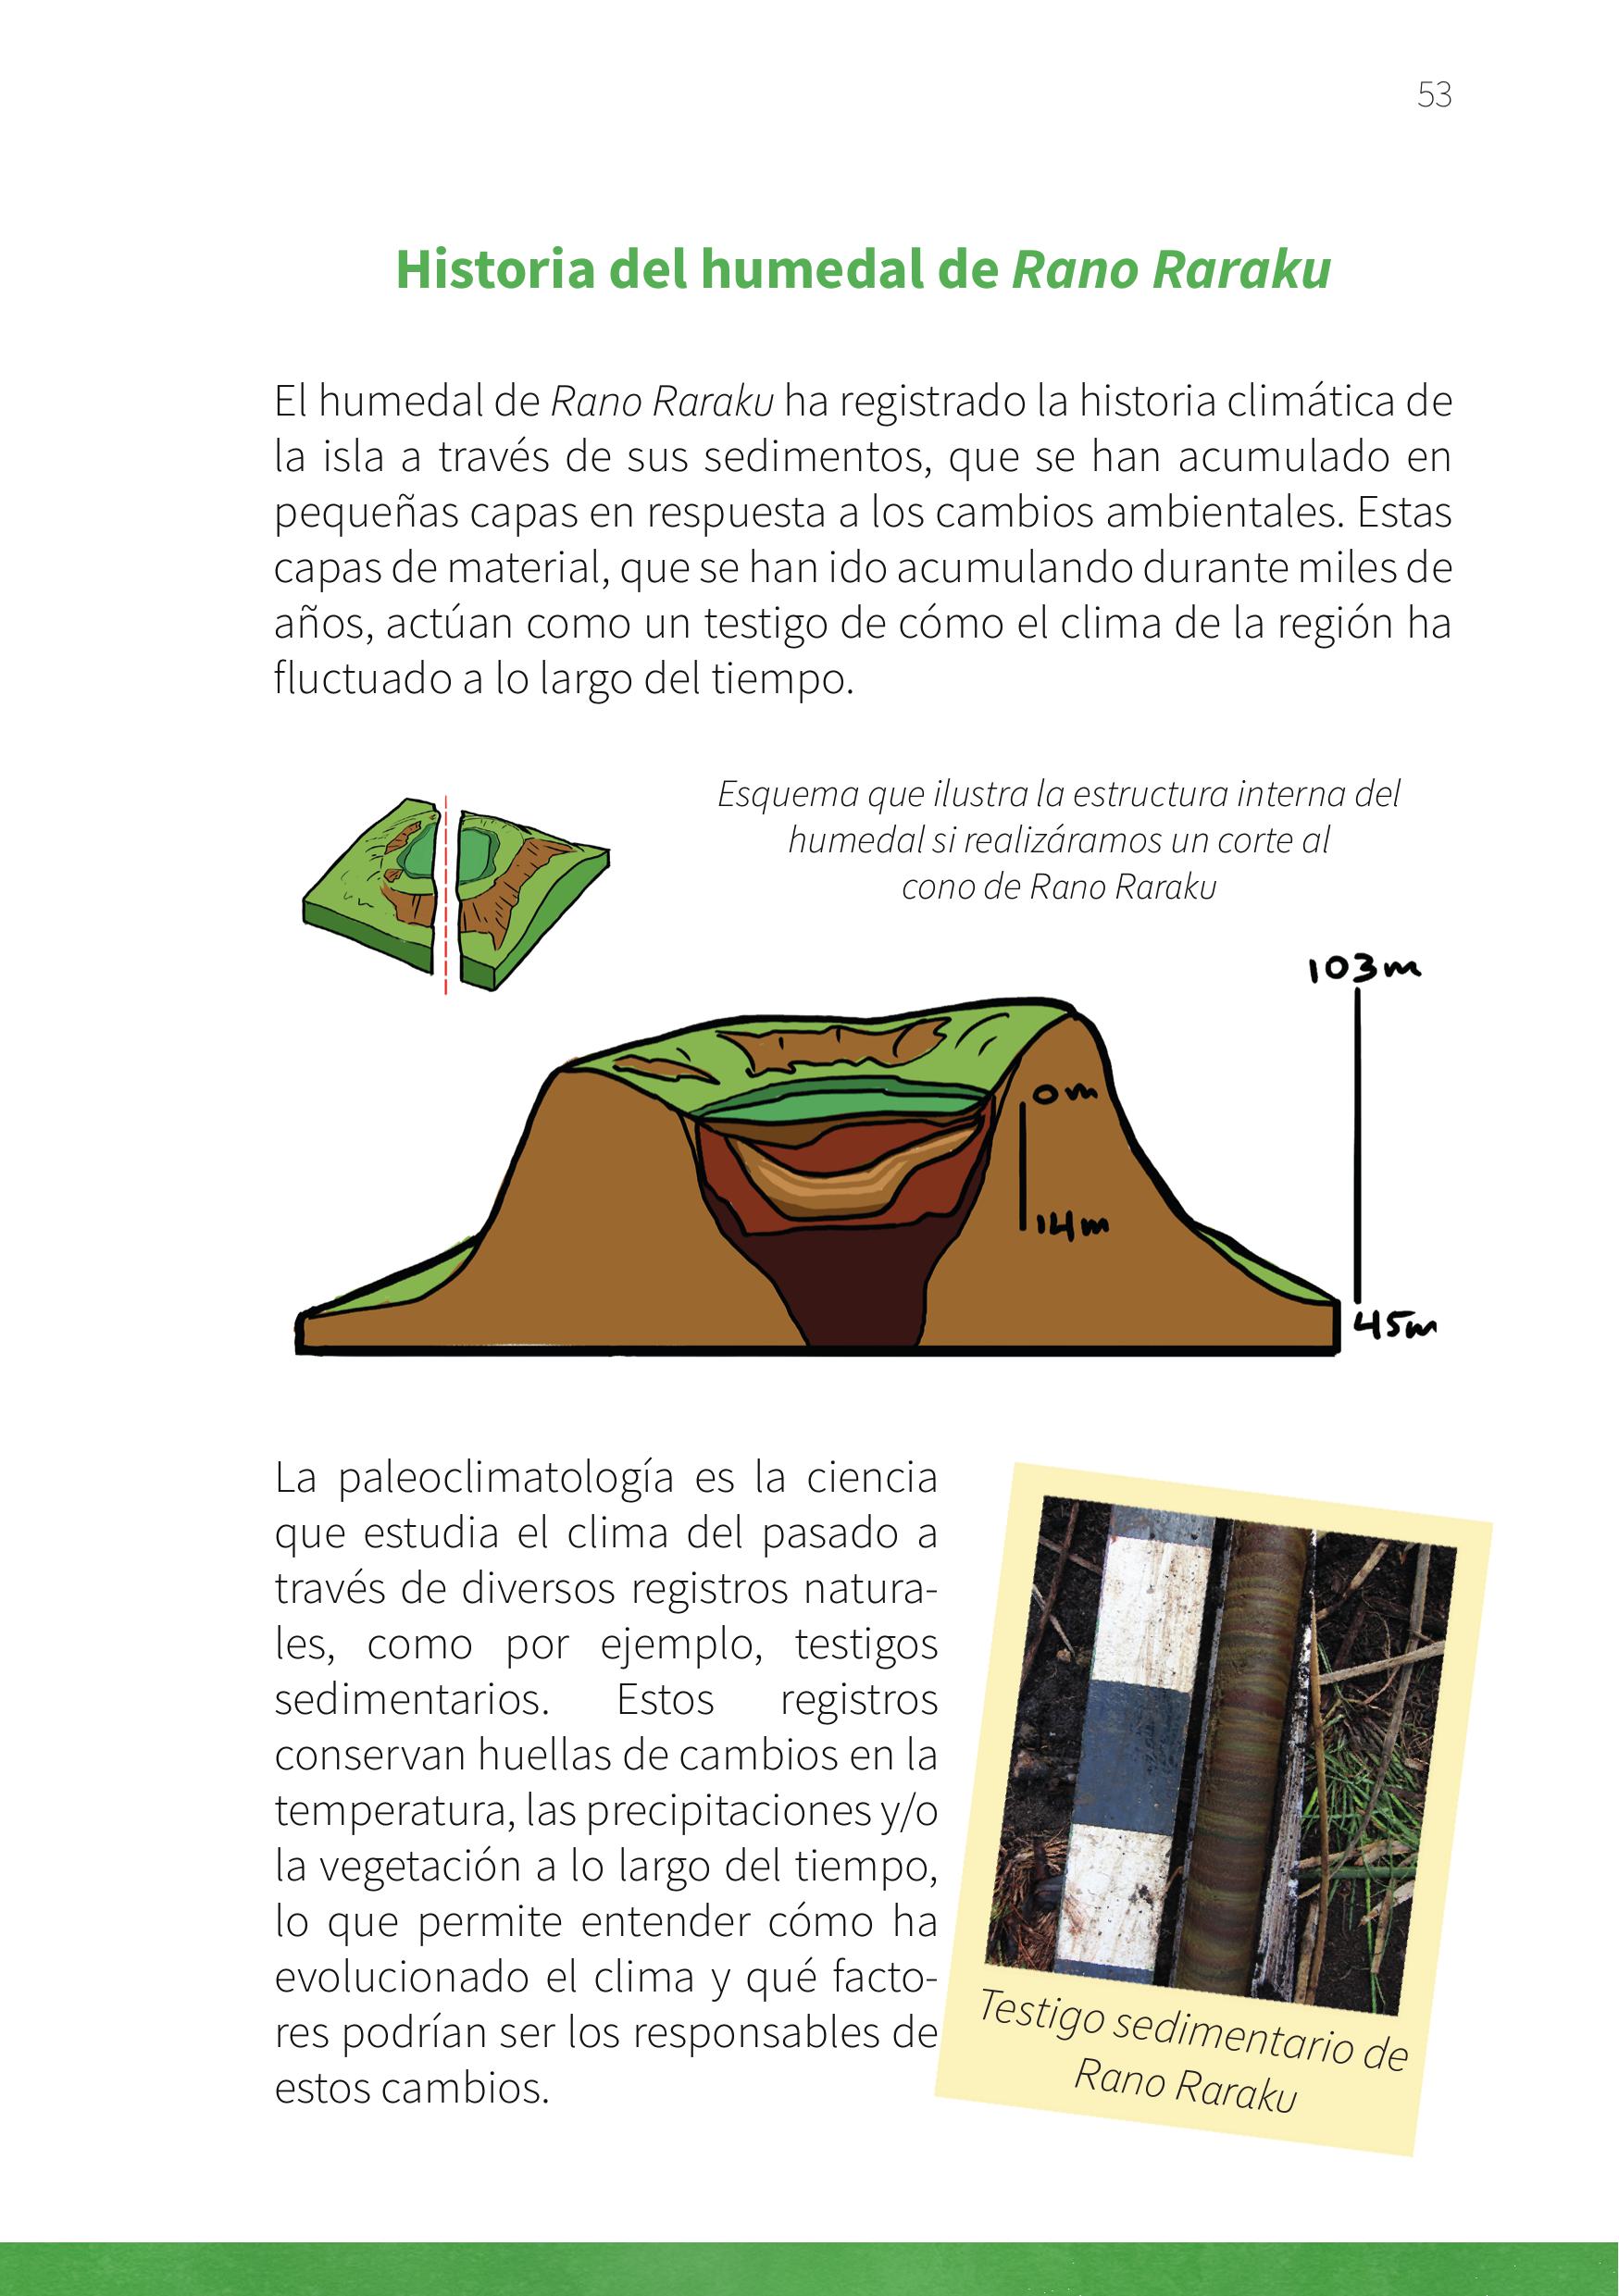 53
Historia del humedal de Rano Raraku
El humedal de Rano Raraku ha registrado la historia climática de
la isla a través de sus sedimentos, que se han acumulado en
pequeñas capas en respuesta a los cambios ambientales. Estas
capas de material, que se han ido acumulando durante miles de
años, actúan como un testigo de cómo el clima de la región ha
fluctuado a lo largo del tiempo.
Esquema que ilustra la estructura interna del
humedal si realizáramos un corte al
cono de Rano Raraku
103m
0m
14m
45m
La paleoclimatología es la ciencia
que estudia el clima del pasado a
través de diversos registros natura-
les, como por ejemplo, testigos
sedimentarios. Estos registros
conservan huellas de cambios en la
temperatura, las precipitaciones y/o
la vegetación a lo largo del tiempo,
lo que permite entender cómo ha
evolucionado el clima y qué facto-
res podrían ser los responsables de
estos cambios.
Testigo sedimentario de
Rano Raraku